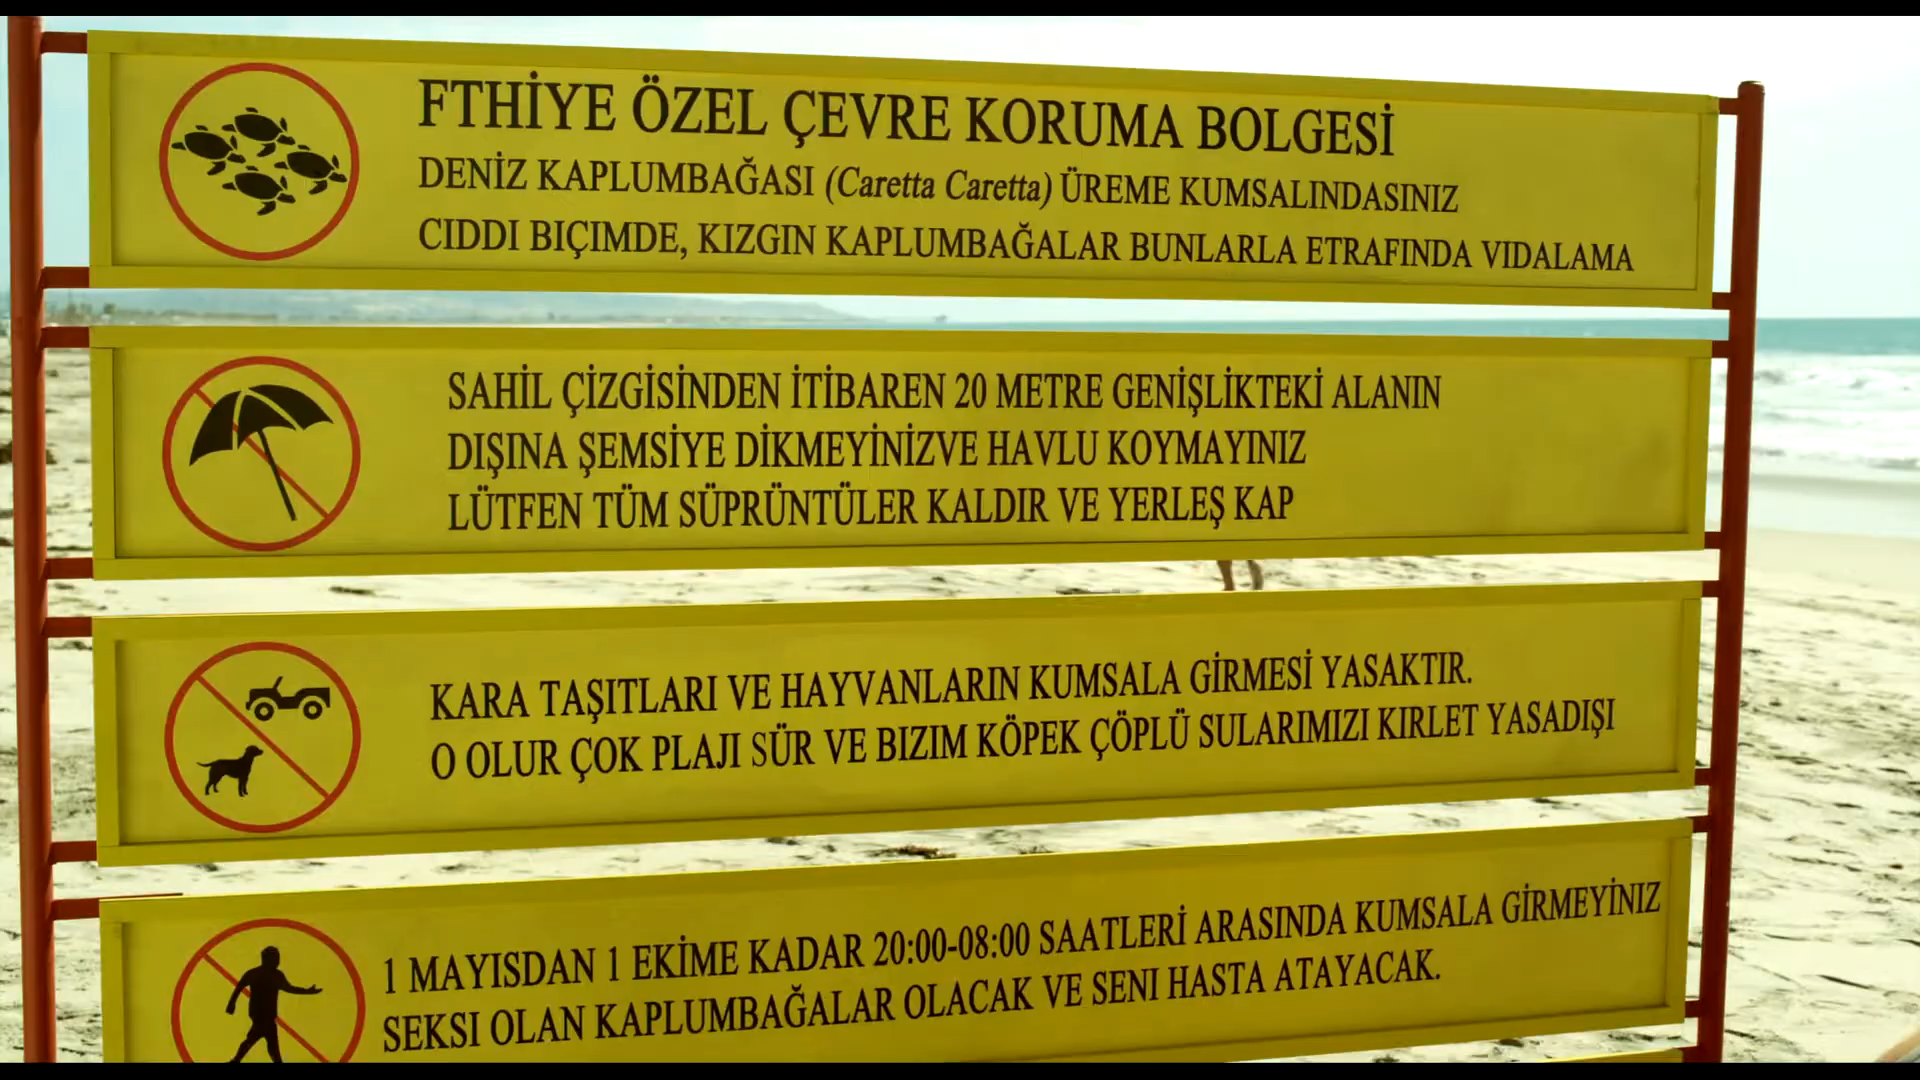 FTHİYE ÖZEL ÇEVRE KORUMA BOLGESİ
DENİZ KAPLUMBAĞASI (Caretta Caretta) ÜREME KUMSALINDASINIZ
CIDDI BIÇIMDE, KIZGIN KAPLUMBAĞALAR BUNLARLA ETRAFINDA VIDALAMA
SAHİL ÇİZGİSİNDEN İTİBAREN 20 METRE GENİŞLİKTEKİ ALANIN
DIŞINA ŞEMSİYE DİKMEYİNİZVE HAVLU KOYMAYINIZ
LÜTFEN TÜM SÜPRÜNTÜLER KALDIR VE YERLEŞ KAP
KARA TAŞITLARI VE HAYVANLARIN KUMSALA GİRMESİ YASAKTIR.
O OLUR ÇOK PLAJI SÜR VE BIZIM KÖPEK ÇÖPLÜ SULARIMIZI KIRLET YASADIŞI
1 MAYISDAN 1 EKİME KADAR 20:00-08:00 SAATLERİ ARASINDA KUMSALA GİRMEYİNIZ
SEKSI OLAN KAPLUMBAĞALAR OLACAK VE SENI HASTA ATAYACAK.